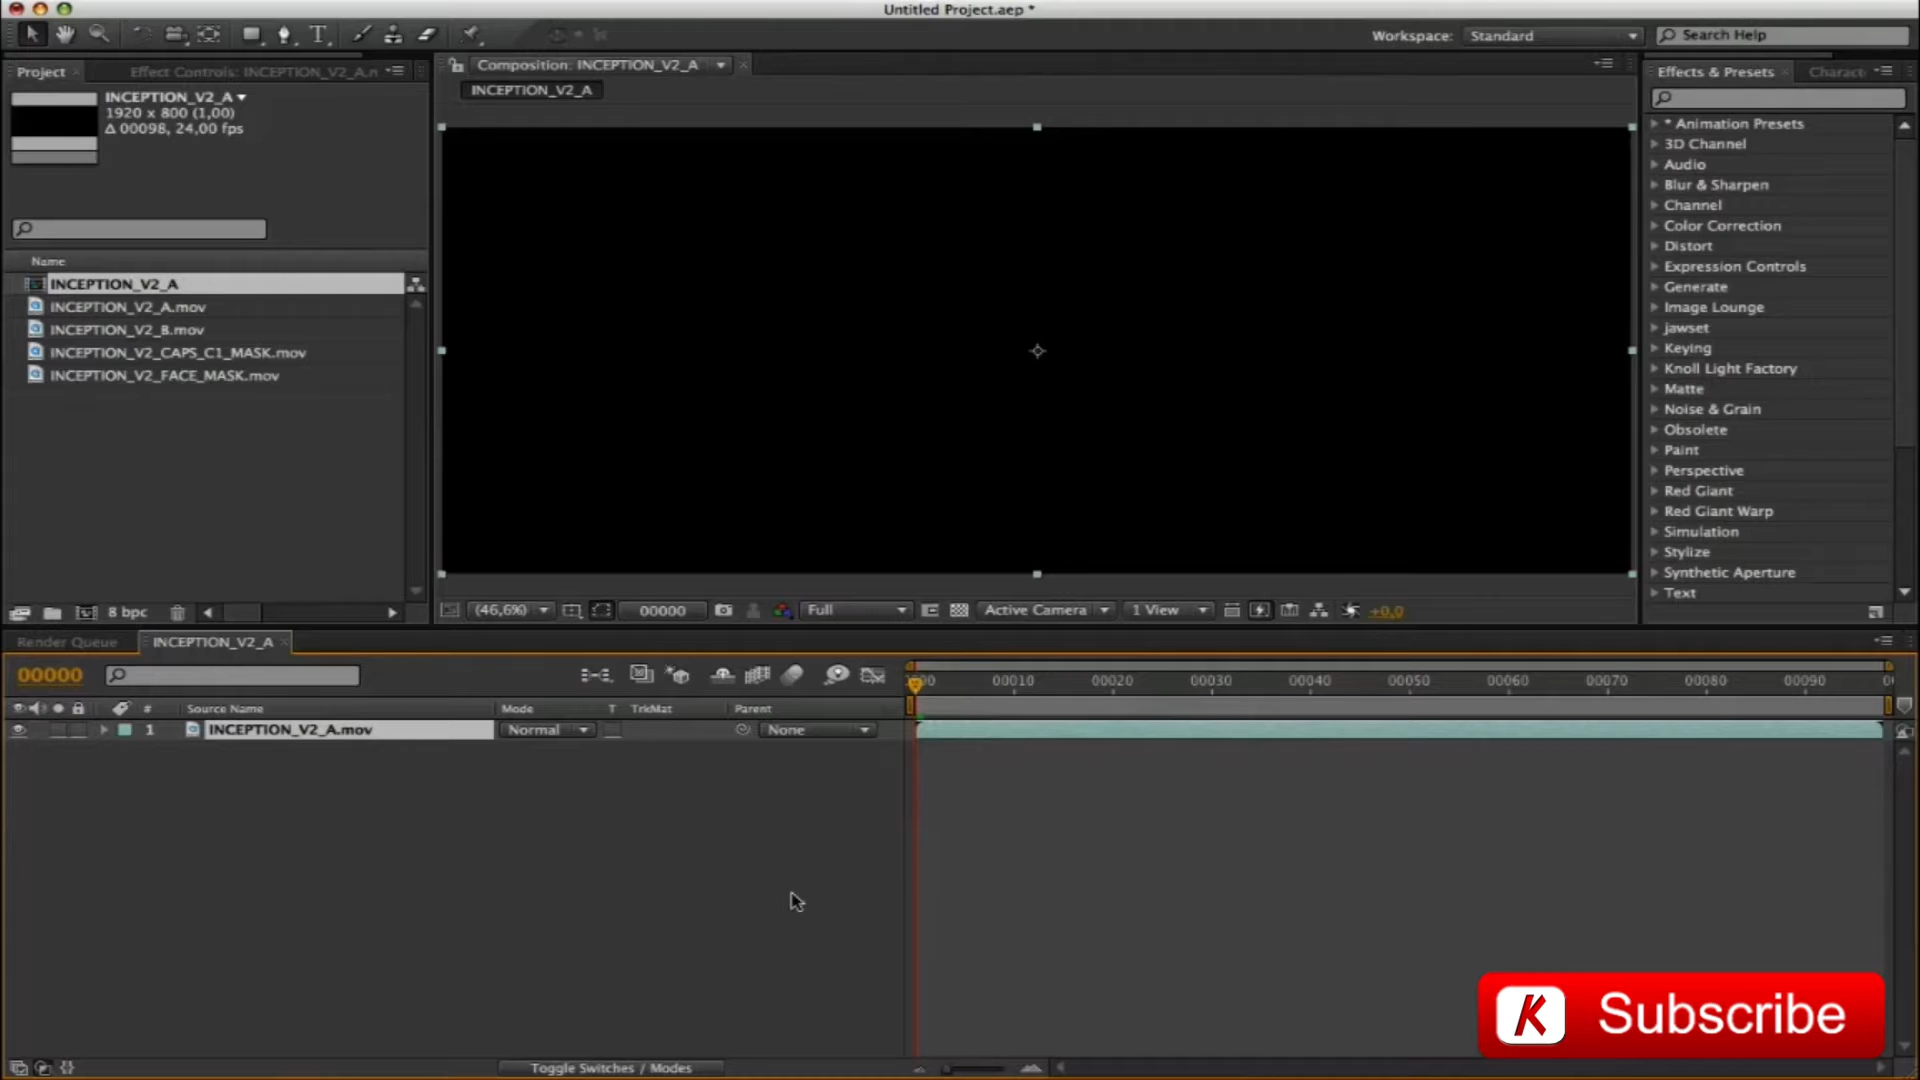 Untitled Project.aep *
Workspace: Standard
Search Help
Project
Effect Controls: INCEPTION_V2_A.n
INCEPTION_V2_A
1920 x 800 (1,00)
Δ 00098, 24,00 fps
Name
INCEPTION_V2_A
INCEPTION_V2_A.mov
INCEPTION_V2_B.mov
INCEPTION_V2_CAPS_C1_MASK.mov
INCEPTION_V2_FACE_MASK.mov
8 bpc
Composition: INCEPTION_V2_A
INCEPTION_V2_A
(46,6%)
00000
Full
Active Camera
1 View
+0,0
Effects & Presets
Charact
* Animation Presets
3D Channel
Audio
Blur & Sharpen
Channel
Color Correction
Distort
Expression Controls
Generate
Image Lounge
jawset
Keying
Knoll Light Factory
Matte
Noise & Grain
Obsolete
Paint
Perspective
Red Giant
Red Giant Warp
Simulation
Stylize
Synthetic Aperture
Text
Render Queue
INCEPTION_V2_A
00000
00 00010 00020 00030 00040 00050 00060 00070 00080 00090 0
# Source Name Mode T TrkMat Parent
1 INCEPTION_V2_A.mov Normal None
Toggle Switches / Modes
K Subscribe